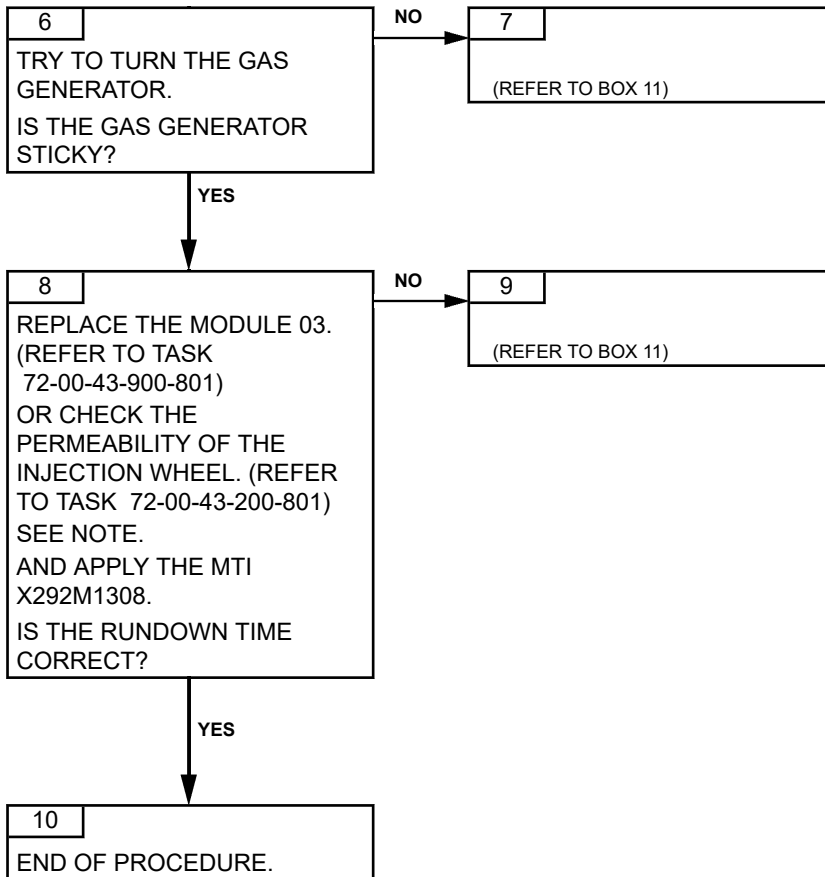 6
TRY TO TURN THE GAS
GENERATOR.
IS THE GAS GENERATOR
STICKY?
NO
7
(REFER TO BOX 11)
YES
8
REPLACE THE MODULE 03.
(REFER TO TASK
72-00-43-900-801)
OR CHECK THE
PERMEABILITY OF THE
INJECTION WHEEL. (REFER
TO TASK 72-00-43-200-801)
SEE NOTE.
AND APPLY THE MTI
X292M1308.
IS THE RUNDOWN TIME
CORRECT?
NO
9
(REFER TO BOX 11)
YES
10
END OF PROCEDURE.